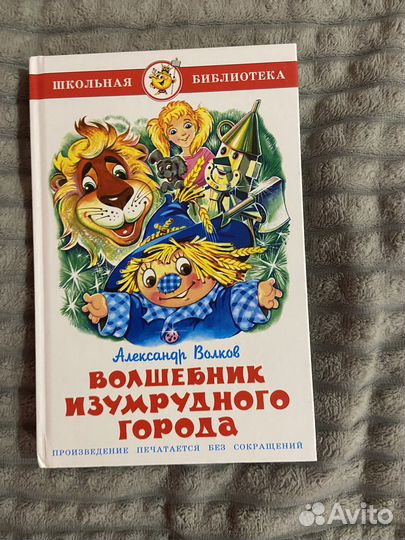 ШКОЛЬНАЯ БИБЛИОТЕКА
Александр Волков
ВОЛШЕБНИК
ИЗУМРУДНОГО
ГОРОДА
ПРОИЗВЕДЕНИЕ ПЕЧАТАЕТСЯ БЕЗ СОКРАЩЕНИЙ
Avito